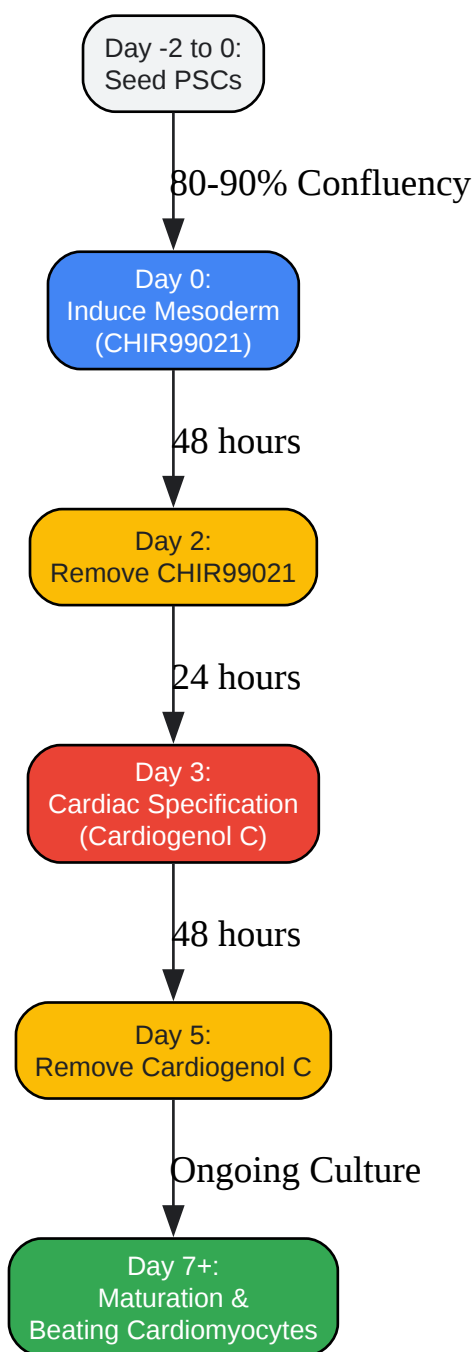 Day -2 to 0:
Seed PSCs
80-90% Confluency
Day 0:
Induce Mesoderm
(CHIR99021)
48 hours
Day 2:
Remove CHIR99021
24 hours
Day 3:
Cardiac Specification
(Cardiogenol C)
48 hours
Day 5:
Remove Cardiogenol C
Ongoing Culture
Day 7+:
Maturation &
Beating Cardiomyocytes